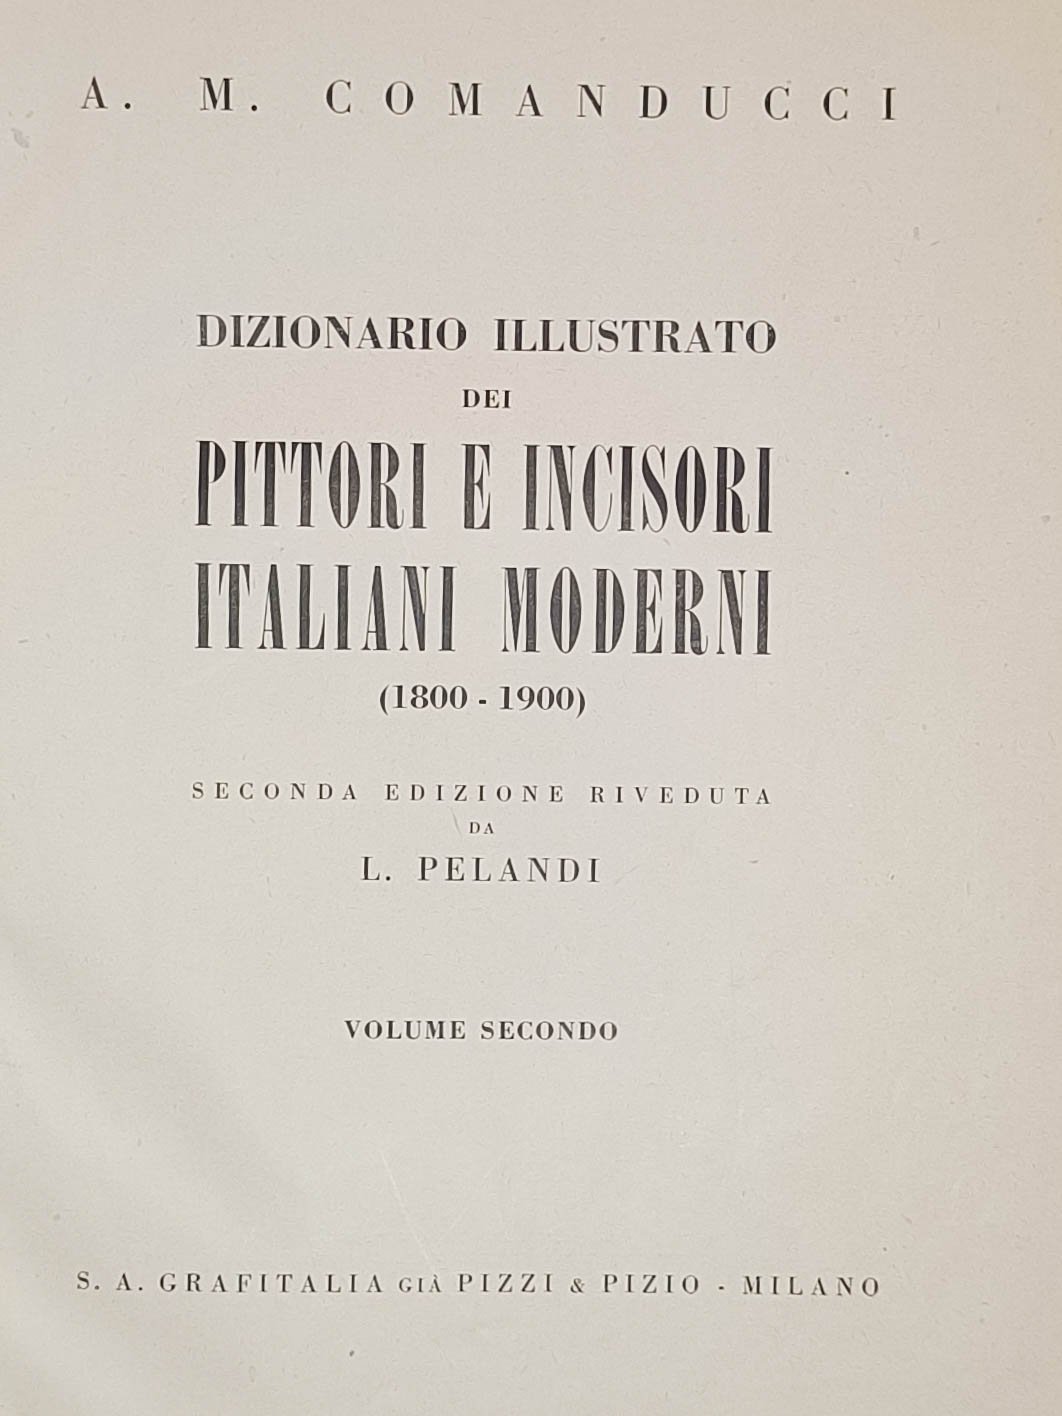 A. M. COMANDUCCI
DIZIONARIO ILLUSTRATO
DEI
PITTORI E INCISORI
ITALIANI MODERNI
(1800 - 1900)
SECONDA EDIZIONE RIVEDUTA
DA
L. PELANDI
VOLUME SECONDO
S. A. GRAFITALIA GIÀ PIZZI & PIZIO - MILANO